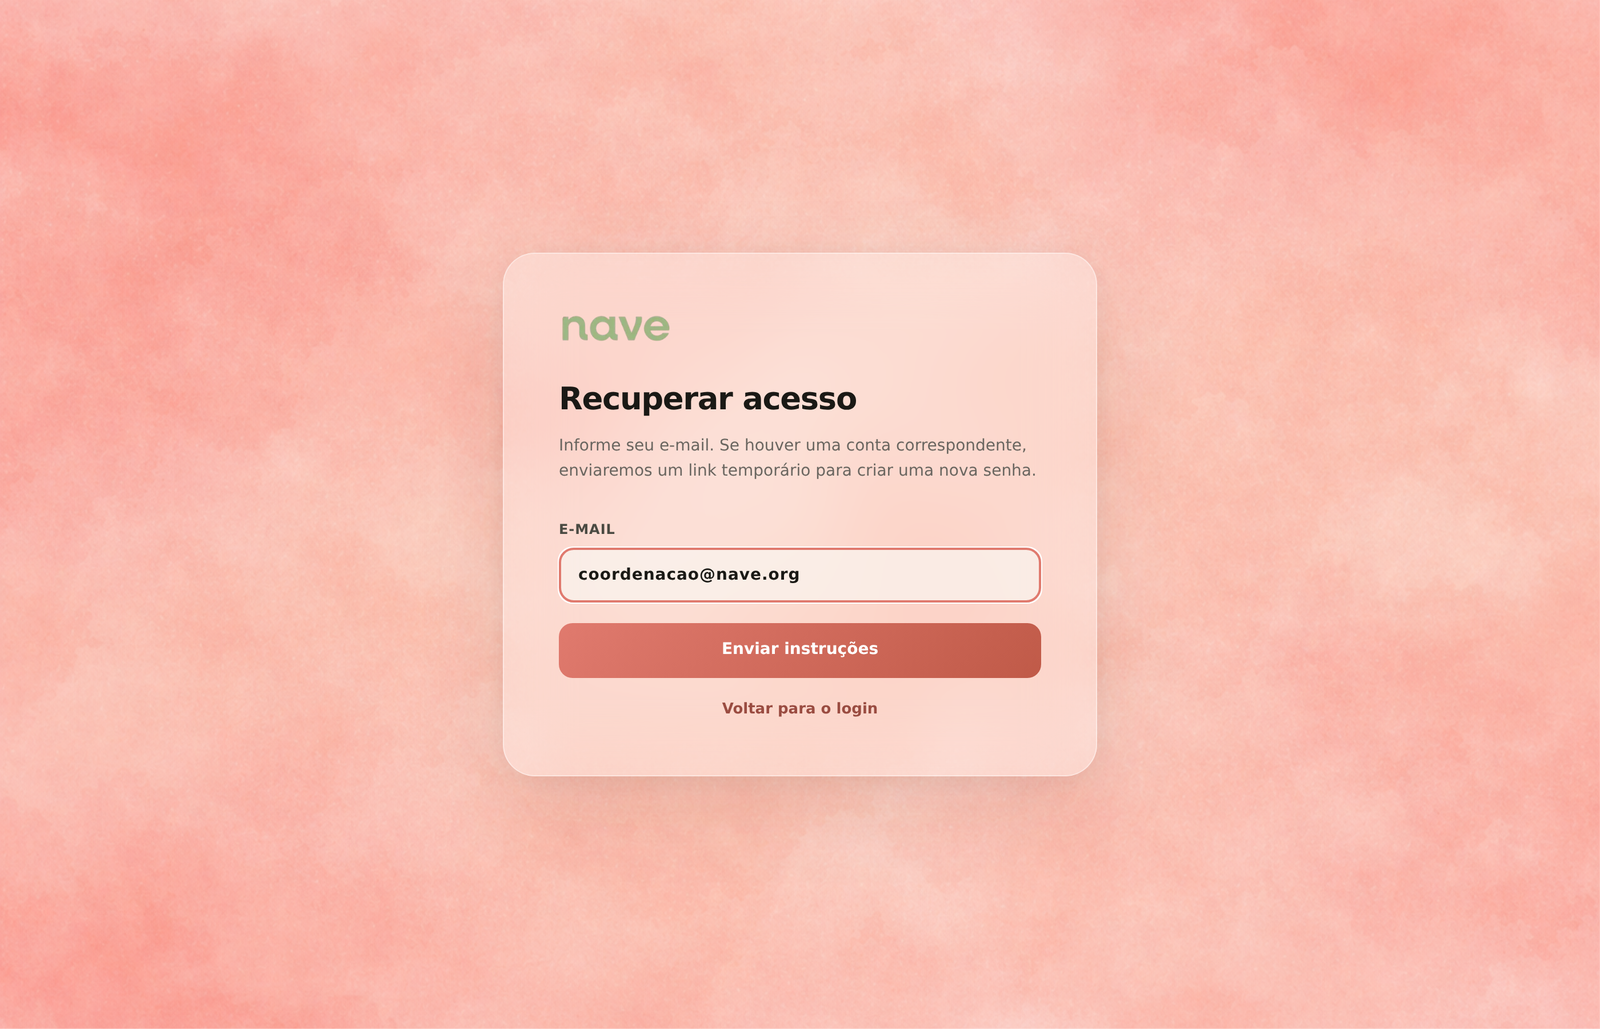 nave
Recuperar acesso
Informe seu e-mail. Se houver uma conta correspondente,
enviaremos um link temporário para criar uma nova senha.
E-MAIL
coordenacao@nave.org
Enviar instruções
Voltar para o login